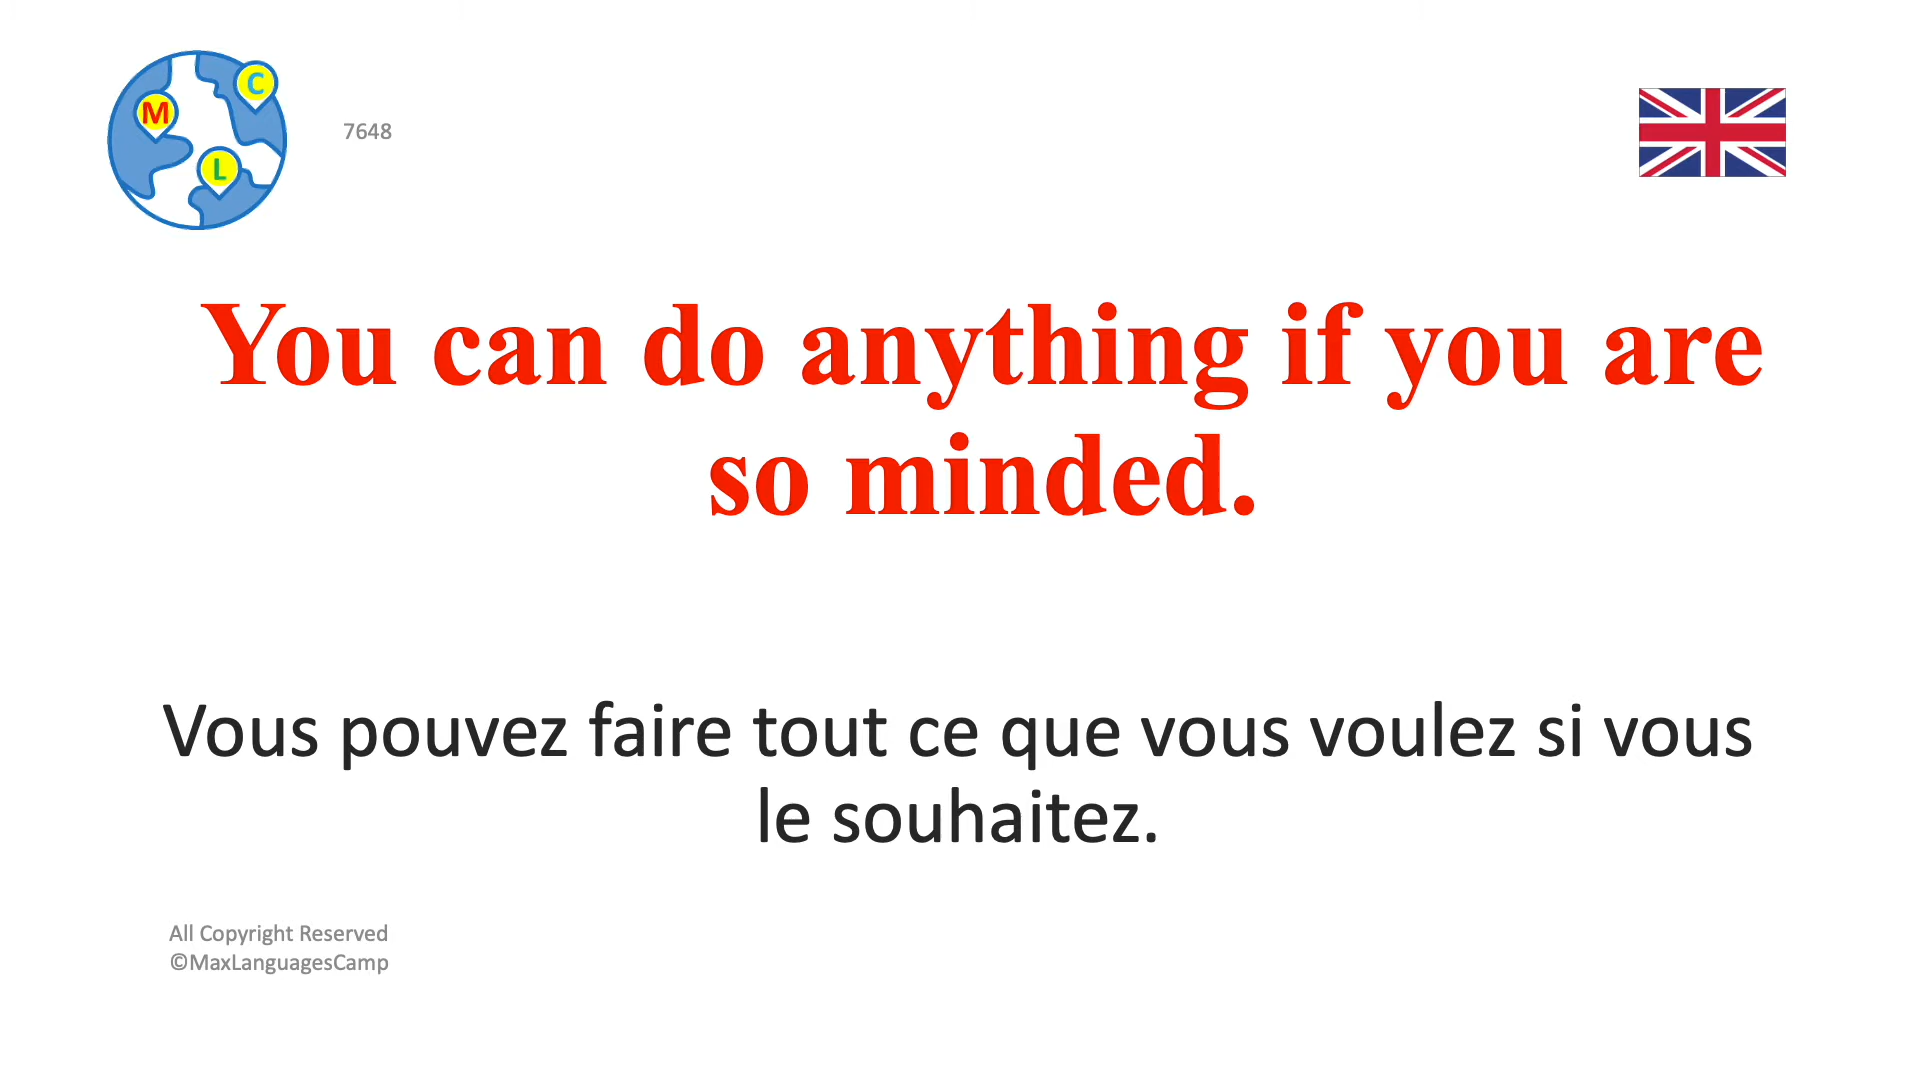 M
C
L
7648
You can do anything if you are
so minded.
Vous pouvez faire tout ce que vous voulez si vous
le souhaitez.
All Copyright Reserved
©MaxLanguagesCamp